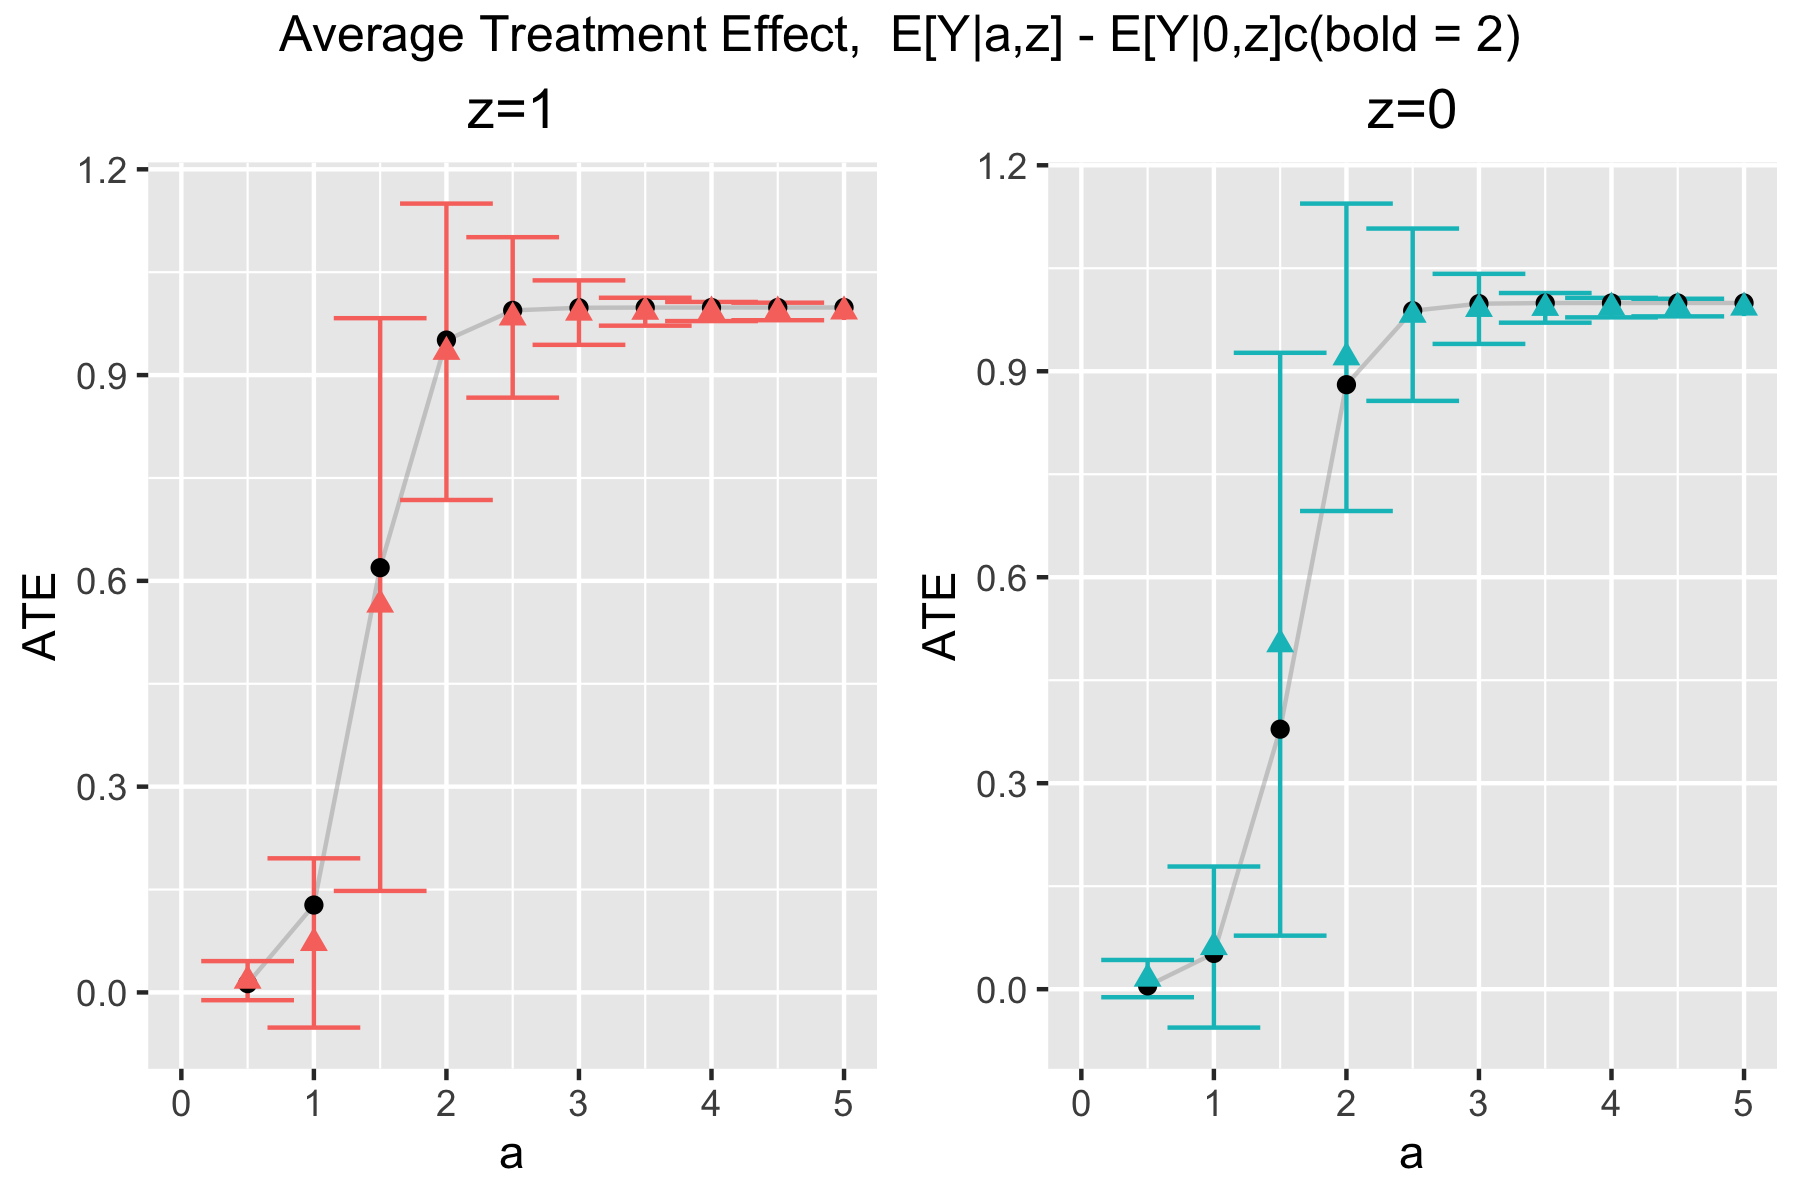 Average Treatment Effect,  E[Y|a,z] - E[Y|0,z]c(bold = 2)
z=1
1.2
0.9
0.6
0.3
0.0
ATE
0 1 2 3 4 5
a
z=0
1.2
0.9
0.6
0.3
0.0
ATE
0 1 2 3 4 5
a